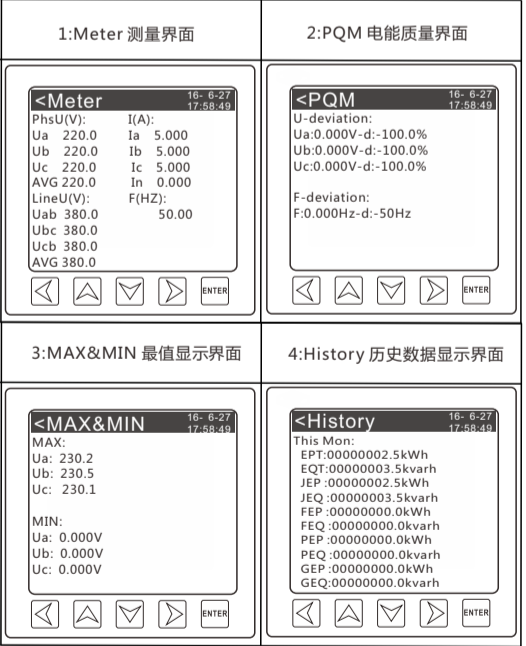 1:Meter 测量界面
<Meter 16- 6-27
17:58:49
PhsU(V): I(A):
Ua 220.0 Ia 5.000
Ub 220.0 Ib 5.000
Uc 220.0 Ic 5.000
AVG 220.0 In 0.000
LineU(V): F(HZ):
Uab 380.0 50.00
Ubc 380.0
Ucb 380.0
AVG 380.0
ENTER
2:PQM 电能质量界面
<PQM 16- 6-27
17:58:49
U-deviation:
Ua:0.000V-d:-100.0%
Ub:0.000V-d:-100.0%
Uc:0.000V-d:-100.0%
F-deviation:
F:0.000Hz-d:-50Hz
ENTER
3:MAX&MIN 最值显示界面
<MAX&MIN 16- 6-27
17:58:49
MAX:
Ua: 230.2
Ub: 230.5
Uc: 230.1
MIN:
Ua: 0.000V
Ub: 0.000V
Uc: 0.000V
ENTER
4:History 历史数据显示界面
<History 16- 6-27
17:58:49
This Mon:
EPT:00000002.5kWh
EQT:00000003.5kvarh
JEP :00000002.5kWh
JEQ :00000003.5kvarh
FEP :00000000.0kWh
FEQ :00000000.0kvarh
PEP :00000000.0kWh
PEQ :00000000.0kvarh
GEP :00000000.0kWh
GEQ:00000000.0kvarh
ENTER